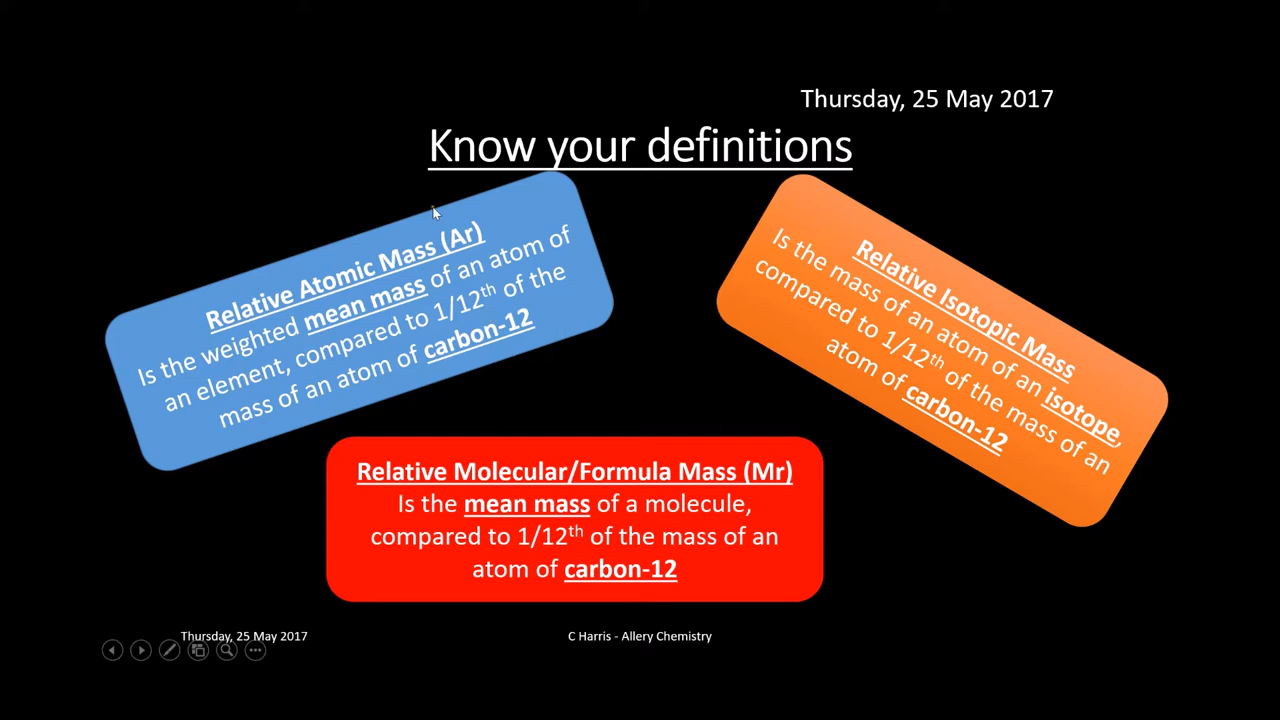 Thursday, 25 May 2017
Know your definitions
Relative Atomic Mass (Ar)
Is the weighted mean mass of an atom of
an element, compared to 1/12th of the
mass of an atom of carbon-12
Relative Isotopic Mass
Is the mass of an atom of an isotope,
compared to 1/12th of the mass of an
atom of carbon-12
Relative Molecular/Formula Mass (Mr)
Is the mean mass of a molecule,
compared to 1/12th of the mass of an
atom of carbon-12
Thursday, 25 May 2017
C Harris - Allery Chemistry